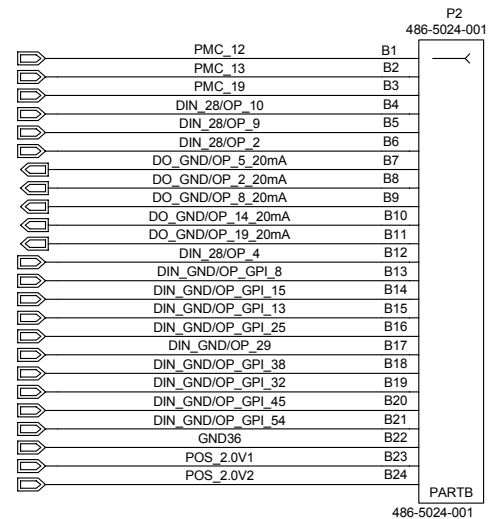 P2
486-5024-001
PMC_12 B1
PMC_13 B2
PMC_19 B3
DIN_28/OP_10 B4
DIN_28/OP_9 B5
DIN_28/OP_2 B6
DO_GND/OP_5_20mA B7
DO_GND/OP_2_20mA B8
DO_GND/OP_8_20mA B9
DO_GND/OP_14_20mA B10
DO_GND/OP_19_20mA B11
DIN_28/OP_4 B12
DIN_GND/OP_GPI_8 B13
DIN_GND/OP_GPI_15 B14
DIN_GND/OP_GPI_13 B15
DIN_GND/OP_GPI_25 B16
DIN_GND/OP_29 B17
DIN_GND/OP_GPI_38 B18
DIN_GND/OP_GPI_32 B19
DIN_GND/OP_GPI_45 B20
DIN_GND/OP_GPI_54 B21
GND36 B22
POS_2.0V1 B23
POS_2.0V2 B24
PARTB
486-5024-001